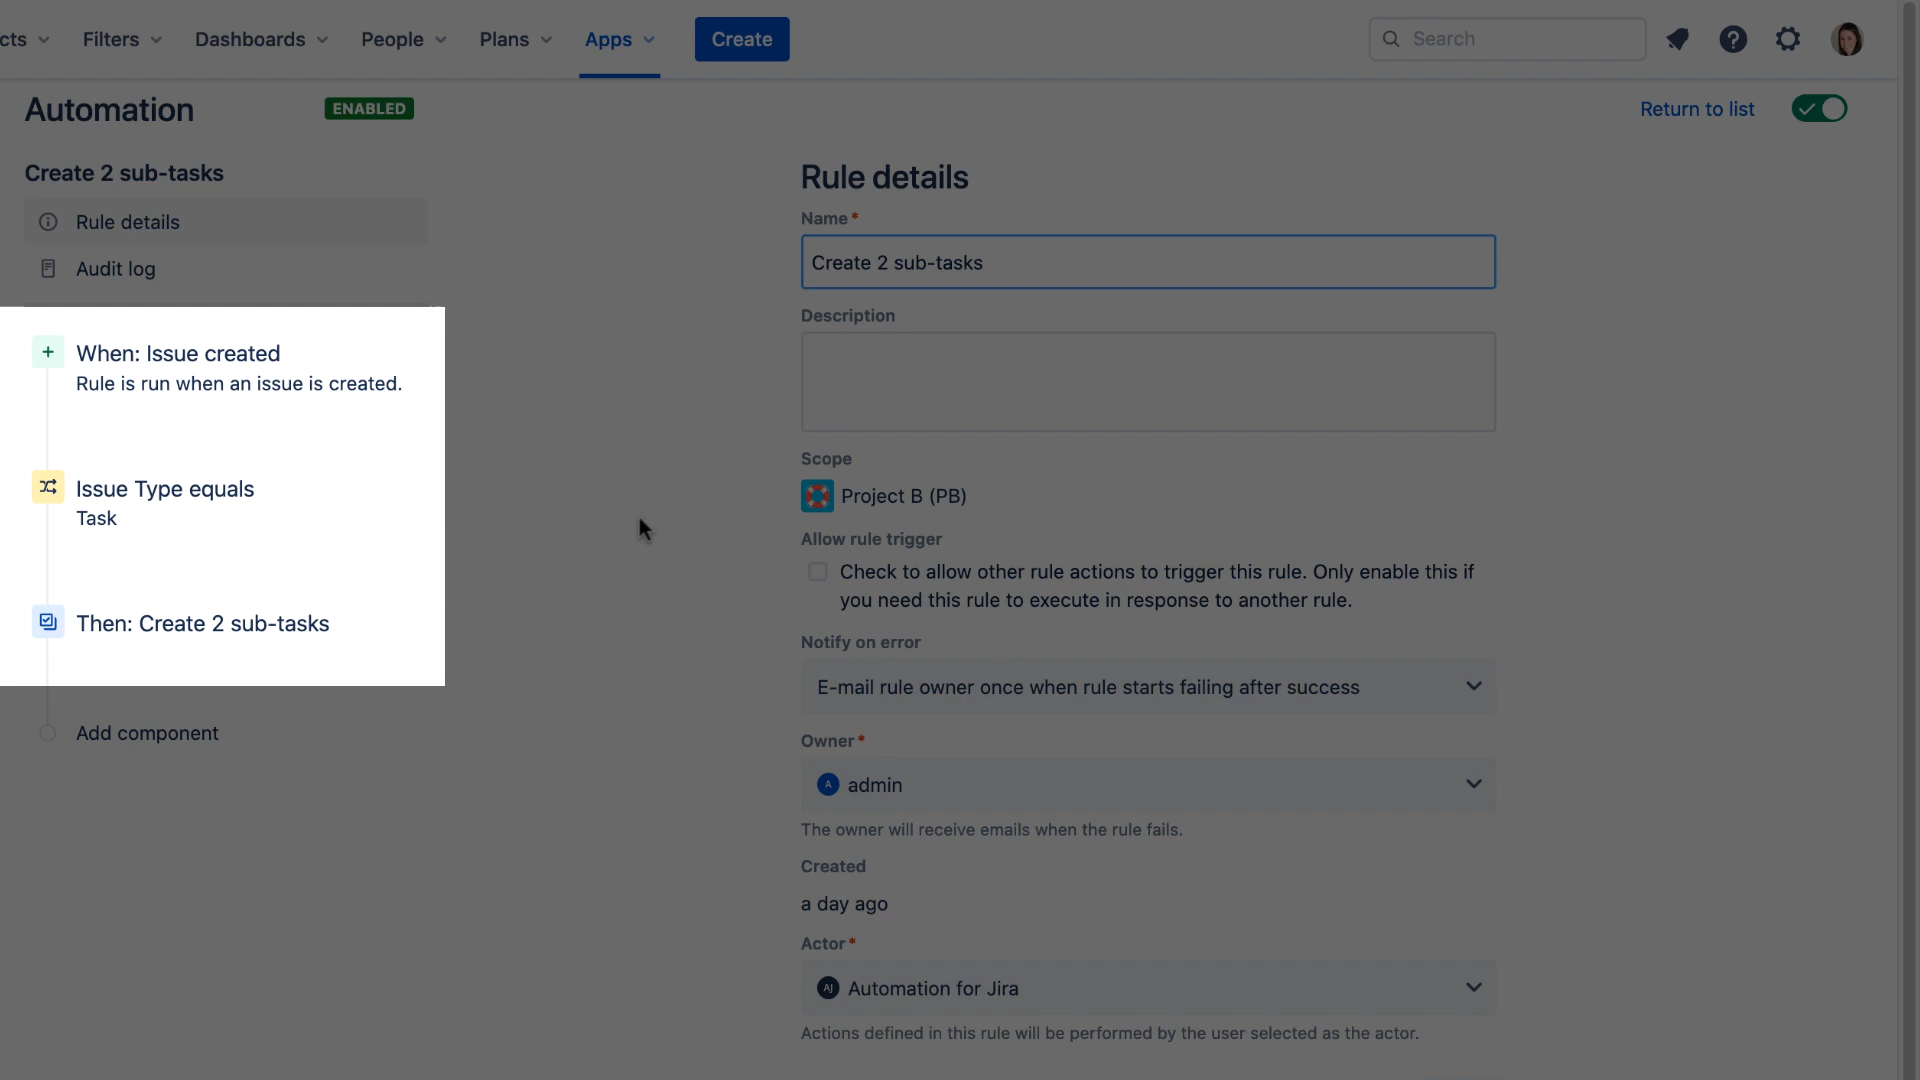 cts Filters Dashboards People Plans Apps Create Search
Automation ENABLED Return to list
Create 2 sub-tasks
Rule details
Audit log
When: Issue created
Rule is run when an issue is created.
Issue Type equals
Task
Then: Create 2 sub-tasks
Add component
Rule details
Name*
Create 2 sub-tasks
Description
Scope
Project B (PB)
Allow rule trigger
Check to allow other rule actions to trigger this rule. Only enable this if
you need this rule to execute in response to another rule.
Notify on error
E-mail rule owner once when rule starts failing after success
Owner*
A admin
The owner will receive emails when the rule fails.
Created
a day ago
Actor*
AJ Automation for Jira
Actions defined in this rule will be performed by the user selected as the actor.